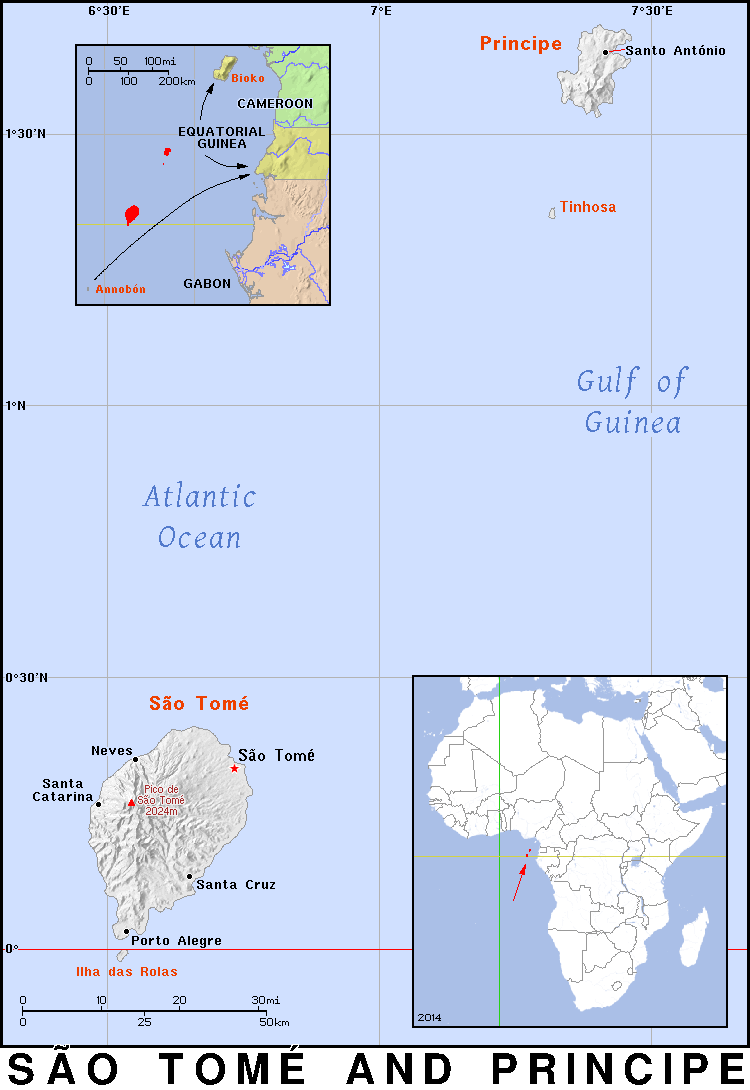 6°30'E
7°E
7°30'E
Principe
Santo António
0 50 100mi
0 100 200km
Bioko
CAMEROON
EQUATORIAL
GUINEA
1°30'N
Tinhosa
GABON
Annobón
Gulf of
Guinea
1°N
Atlantic
Ocean
0°30'N
São Tomé
Neves
São Tomé
Santa
Catarina
Pico de
São Tomé
2024m
Santa Cruz
Porto Alegre
0°
Ilha das Rolas
0 10 20 30mi
0 25 50km
2014
SÃO TOMÉ AND PRINCIPE